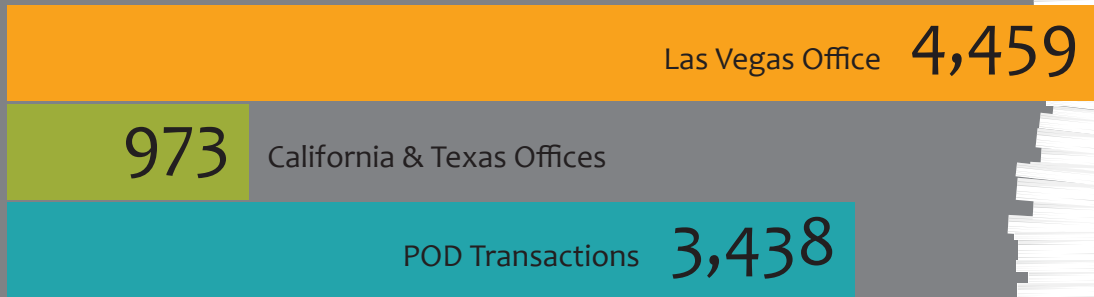 Las Vegas Office 4,459
973 California & Texas Offices
POD Transactions 3,438